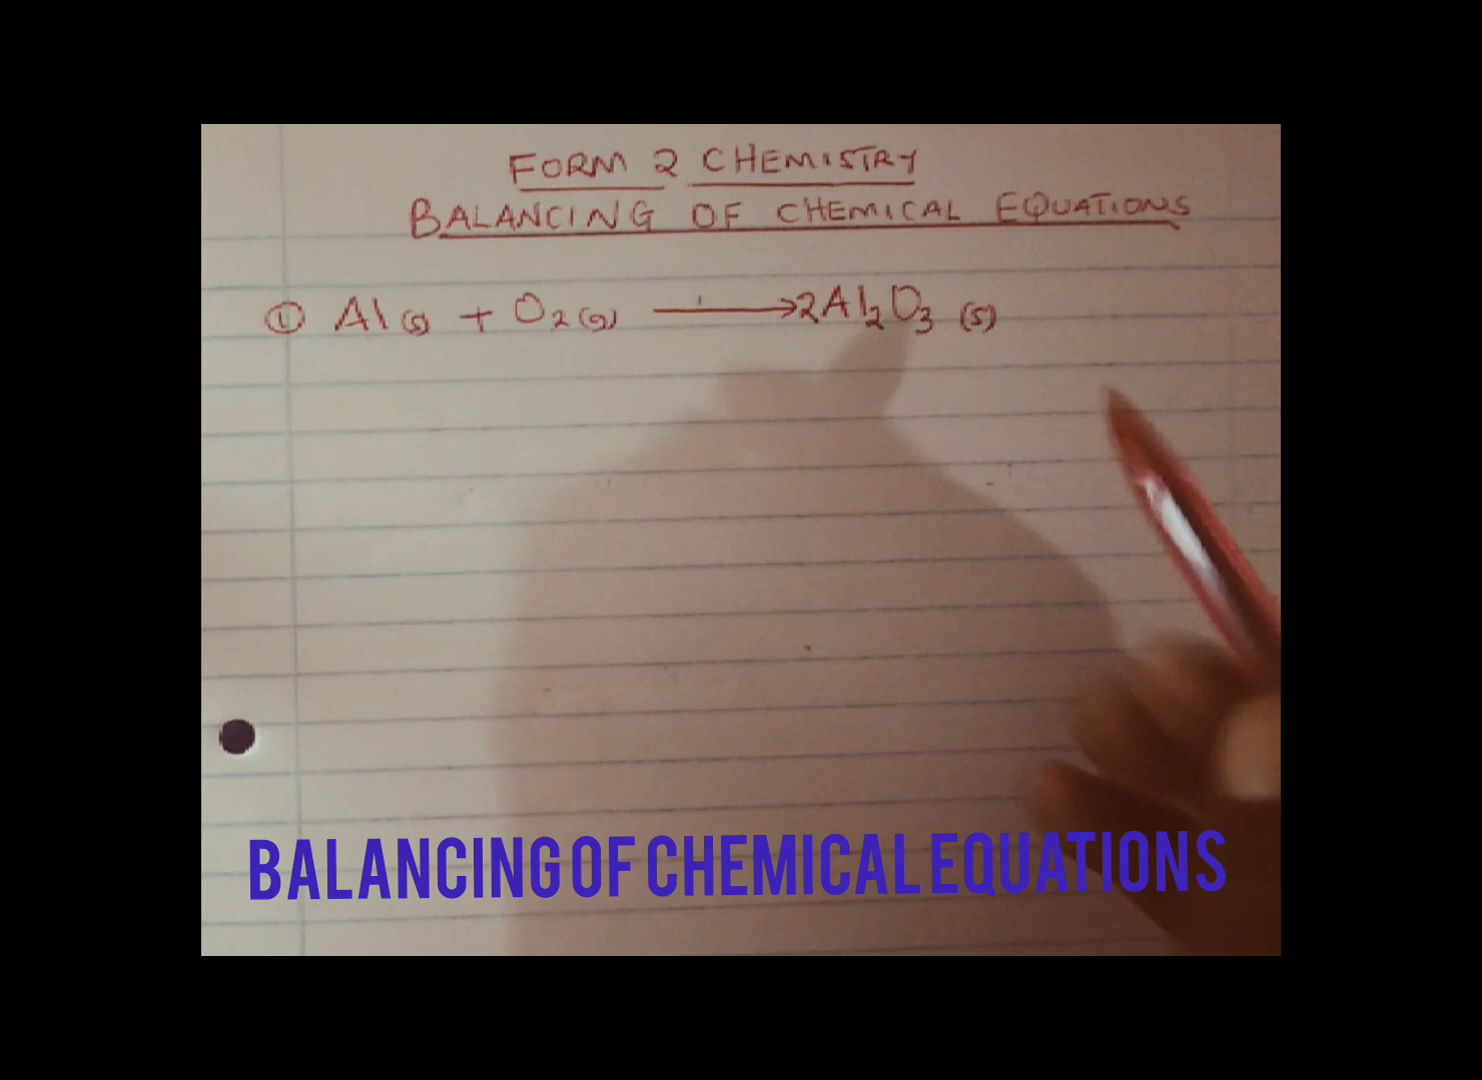 FORM 2 CHEMISTRY
BALANCING OF CHEMICAL EQUATIONS
① Al(s) + O₂(g) ⟶ 2Al₂O₃ (s)
BALANCING OF CHEMICAL EQUATIONS